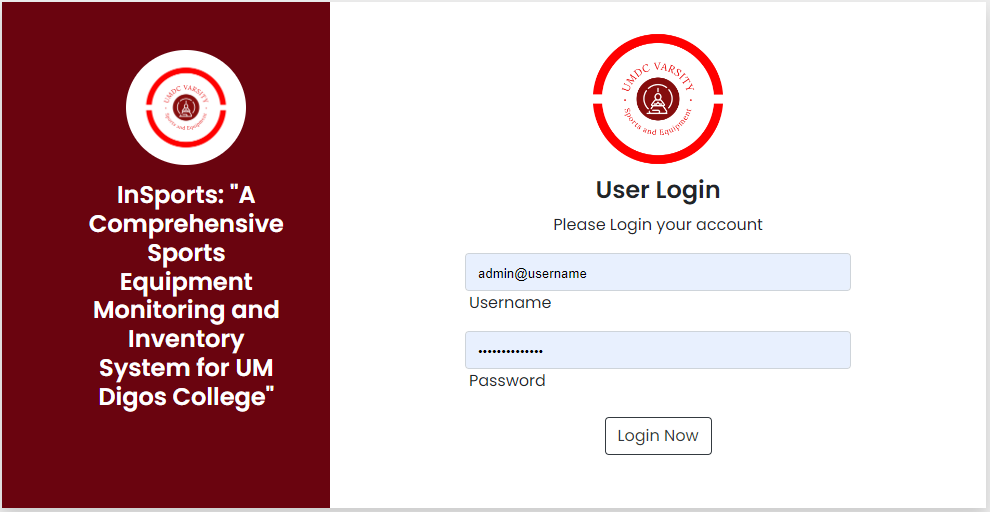 UMDC VARSITY
Sports and Equipment
InSports: "A
Comprehensive
Sports
Equipment
Monitoring and
Inventory
System for UM
Digos College"
UMDC VARSITY
Sports and Equipment
User Login
Please Login your account
admin@username
Username
••••••••••••••
Password
Login Now